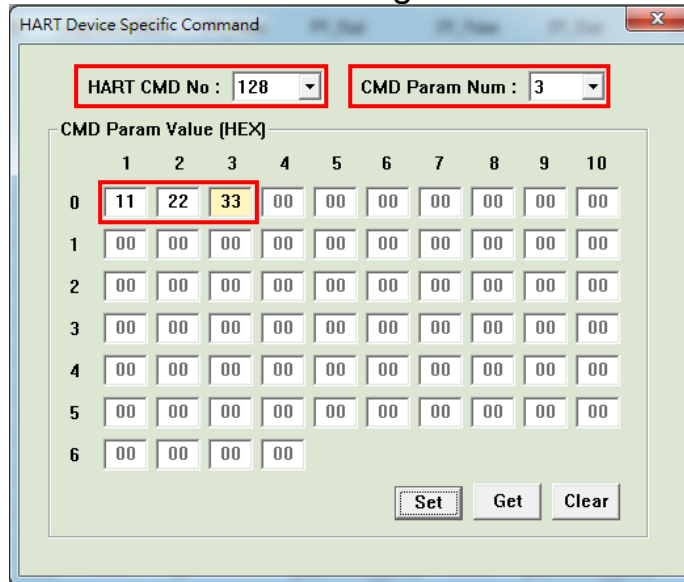 HART Device Specific Command
HART CMD No : 128 CMD Param Num : 3
CMD Param Value (HEX)
1 2 3 4 5 6 7 8 9 10
0 11 22 33 00 00 00 00 00 00 00
1 00 00 00 00 00 00 00 00 00 00
2 00 00 00 00 00 00 00 00 00 00
3 00 00 00 00 00 00 00 00 00 00
4 00 00 00 00 00 00 00 00 00 00
5 00 00 00 00 00 00 00 00 00 00
6 00 00 00 00
Set Get Clear